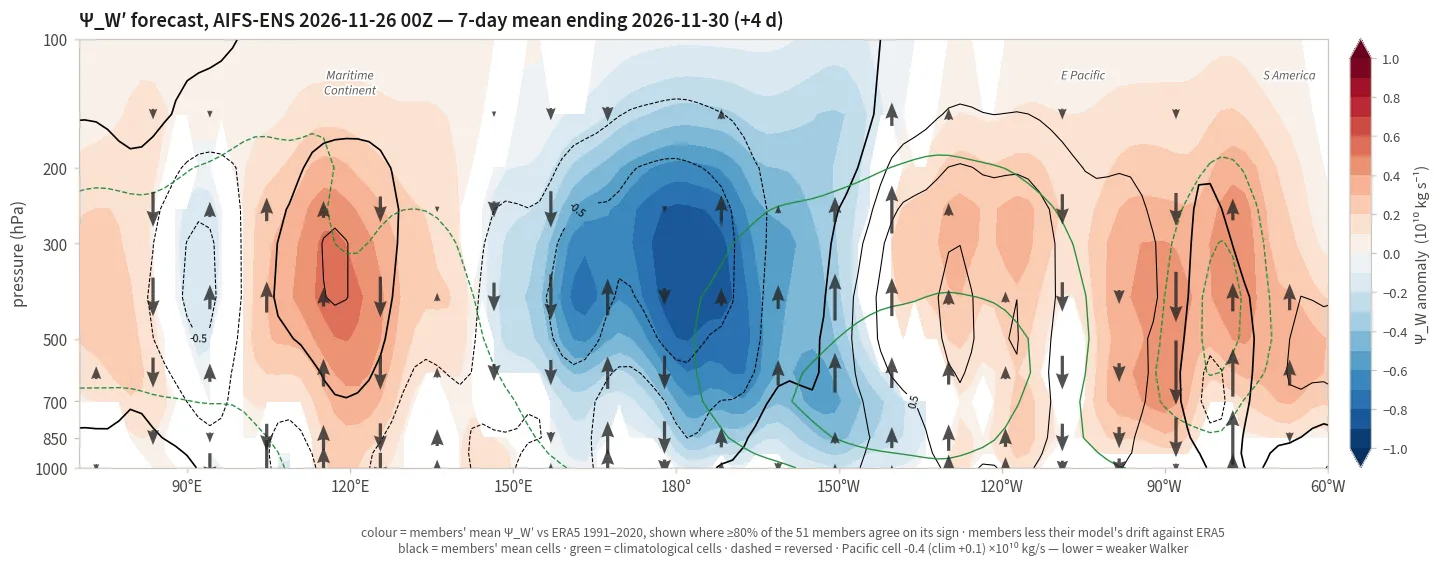 Ψ_W′ forecast, AIFS-ENS 2026-11-26 00Z — 7-day mean ending 2026-11-30 (+4 d)
100
200
300
400
500
700
850
1000
pressure (hPa)
Maritime
Continent
E Pacific
S America
-0.5
-0.5
0.5
90°E
120°E
150°E
180°
150°W
120°W
90°W
60°W
1.0
0.8
0.6
0.4
0.2
0.0
−0.2
−0.4
−0.6
−0.8
−1.0
Ψ_W anomaly (10¹⁰ kg s⁻¹)
colour = members' mean Ψ_W′ vs ERA5 1991–2020, shown where ≥80% of the 51 members agree on its sign · members less their model's drift against ERA5
black = members' mean cells · green = climatological cells · dashed = reversed · Pacific cell -0.4 (clim +0.1) ×10¹⁰ kg/s — lower = weaker Walker